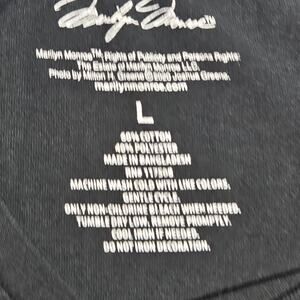 Marilyn Monroe™
Marilyn Monroe™; Rights of Publicity and Persona Rights:
The Estate of Marilyn Monroe LLC.
Photo by Milton H. Greene © Joshua Greene
marilynmonroe.com
L
60% COTTON
40% POLYESTER
MADE IN BANGLADESH
RN#
MACHINE WASH COLD WITH LIKE COLORS.
GENTLE CYCLE.
ONLY NON-CHLORINE BLEACH WHEN NEEDED.
TUMBLE DRY LOW. REMOVE PROMPTLY.
COOL IRON IF NEEDED.
DO NOT IRON DECORATION.